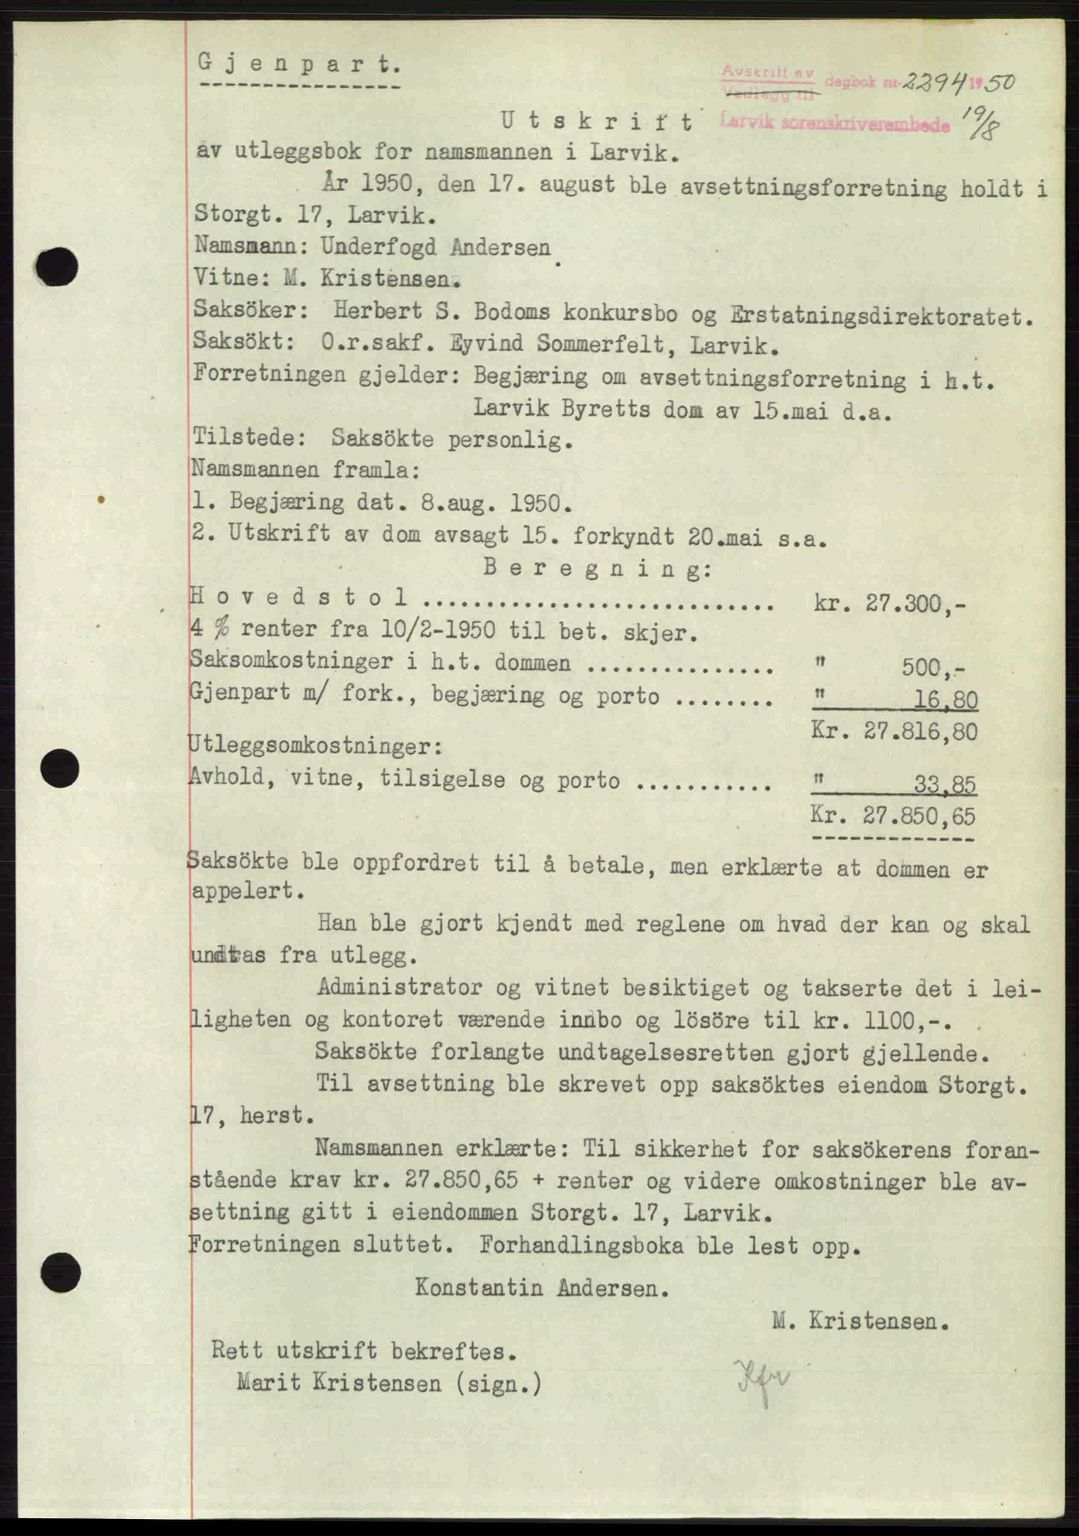 G j e n p a r t.
Avskrift av
Vedlegg til dagbok nr. 2294 1950
U t s k r i f t Larvik sorenskriverembede 19/8
av utleggsbok for namsmannen i Larvik.
År 1950, den 17. august ble avsettningsforretning holdt i
Storgt. 17, Larvik.
Namsmann: Underfogd Andersen.
Vitne: M. Kristensen.
Saksöker: Herbert S. Bodoms konkursbo og Erstatningsdirektoratet.
Saksökt: O.r.sakf. Eyvind Sommerfelt, Larvik.
Forretningen gjelder: Begjæring om avsettningsforretning i h.t.
Larvik Byretts dom av 15.mai d.a.
Tilstede: Saksökte personlig.
Namsmannen framla:
1. Begjæring dat. 8.aug. 1950.
2. Utskrift av dom avsagt 15. forkyndt 20.mai s.a.
B e r e g n i n g:
H o v e d s t o l ............................ kr. 27.300,-
4 % renter fra 10/2-1950 til bet. skjer.
Saksomkostninger i h.t. dommen ............... " 500,-
Gjenpart m/ fork., begjæring og porto ........ " 16,80
Kr. 27.816,80
Utleggsomkostninger:
Avhold, vitne, tilsigelse og porto ........... " 33,85
Kr. 27.850,65
Saksökte ble oppfordret til å betale, men erklærte at dommen er
appelert.
Han ble gjort kjendt med reglene om hvad der kan og skal
undtas fra utlegg.
Administrator og vitnet besiktiget og takserte det i lei-
ligheten og kontoret værende innbo og lösöre til kr. 1100,-.
Saksökte forlangte undtagelsesretten gjort gjellende.
Til avsettning ble skrevet opp saksöktes eiendom Storgt.
17, herst.
Namsmannen erklærte: Til sikkerhet for saksökerens foran-
stående krav kr. 27.850,65 + renter og videre omkostninger ble av-
settning gitt i eiendommen Storgt. 17, Larvik.
Forretningen sluttet. Forhandlingsboka ble lest opp.
Konstantin Andersen.
M. Kristensen.
Rett utskrift bekreftes.
Marit Kristensen (sign.)